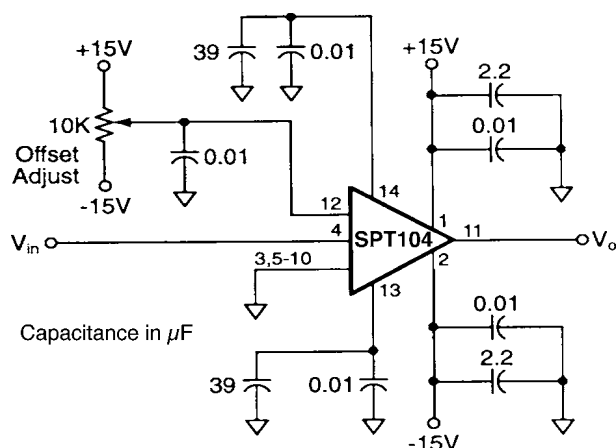 +15V
39
0.01
+15V
2.2
0.01
10K
Offset
Adjust
0.01
-15V
14
12
1
4
SPT104
11
V_in
V_o
3,5-10
2
13
Capacitance in µF
0.01
39
0.01
2.2
-15V